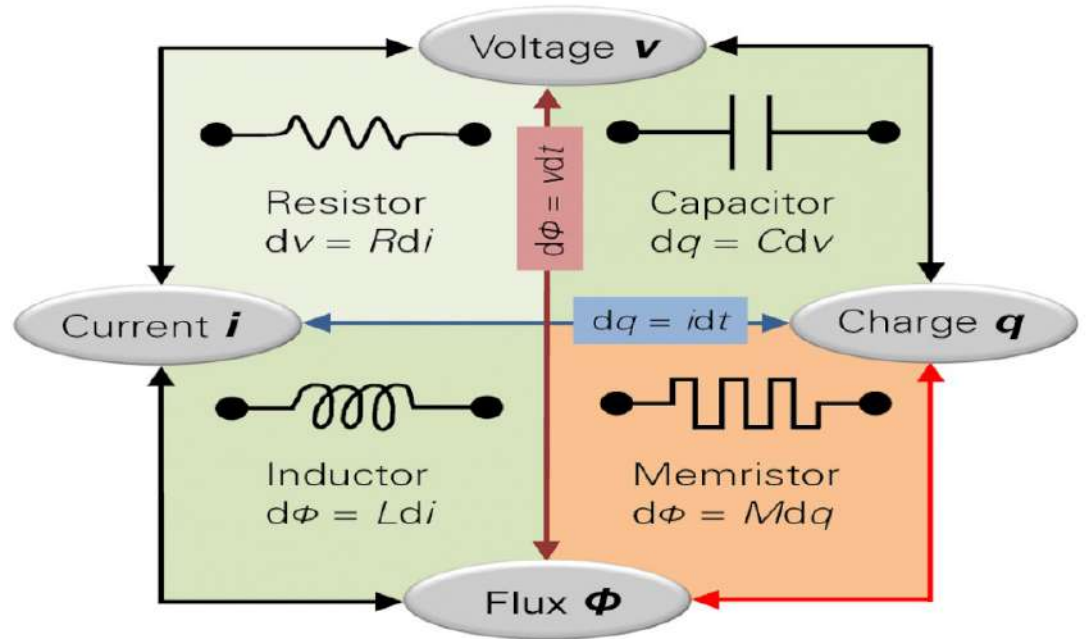 Voltage v
Resistor
dv = Rdi
dΦ = vdt
Capacitor
dq = Cdv
Current i
dq = idt
Charge q
Inductor
dΦ = Ldi
Memristor
dΦ = Mdq
Flux Φ